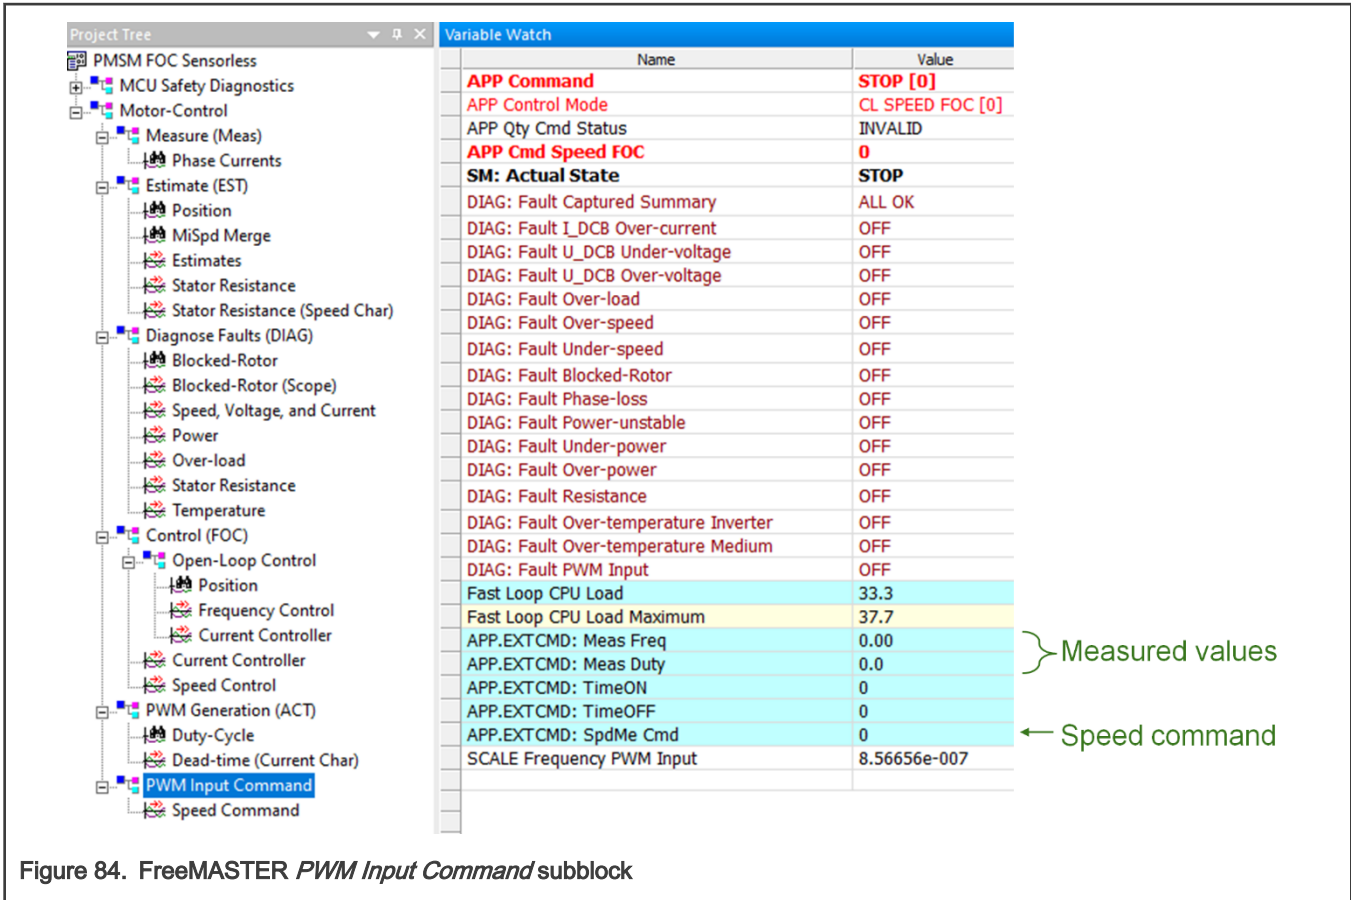 Project Tree
PMSM FOC Sensorless
MCU Safety Diagnostics
Motor-Control
Measure (Meas)
Phase Currents
Estimate (EST)
Position
MiSpd Merge
Estimates
Stator Resistance
Stator Resistance (Speed Char)
Diagnose Faults (DIAG)
Blocked-Rotor
Blocked-Rotor (Scope)
Speed, Voltage, and Current
Power
Over-load
Stator Resistance
Temperature
Control (FOC)
Open-Loop Control
Position
Frequency Control
Current Controller
Current Controller
Speed Control
PWM Generation (ACT)
Duty-Cycle
Dead-time (Current Char)
PWM Input Command
Speed Command
Variable Watch
Name Value
APP Command STOP [0]
APP Control Mode CL SPEED FOC [0]
APP Qty Cmd Status INVALID
APP Cmd Speed FOC 0
SM: Actual State STOP
DIAG: Fault Captured Summary ALL OK
DIAG: Fault I_DCB Over-current OFF
DIAG: Fault U_DCB Under-voltage OFF
DIAG: Fault U_DCB Over-voltage OFF
DIAG: Fault Over-load OFF
DIAG: Fault Over-speed OFF
DIAG: Fault Under-speed OFF
DIAG: Fault Blocked-Rotor OFF
DIAG: Fault Phase-loss OFF
DIAG: Fault Power-unstable OFF
DIAG: Fault Under-power OFF
DIAG: Fault Over-power OFF
DIAG: Fault Resistance OFF
DIAG: Fault Over-temperature Inverter OFF
DIAG: Fault Over-temperature Medium OFF
DIAG: Fault PWM Input OFF
Fast Loop CPU Load 33.3
Fast Loop CPU Load Maximum 37.7
APP.EXTCMD: Meas Freq 0.00
APP.EXTCMD: Meas Duty 0.0
APP.EXTCMD: TimeON 0
APP.EXTCMD: TimeOFF 0
APP.EXTCMD: SpdMe Cmd 0
SCALE Frequency PWM Input 8.56656e-007
Measured values
Speed command
Figure 84. FreeMASTER PWM Input Command subblock